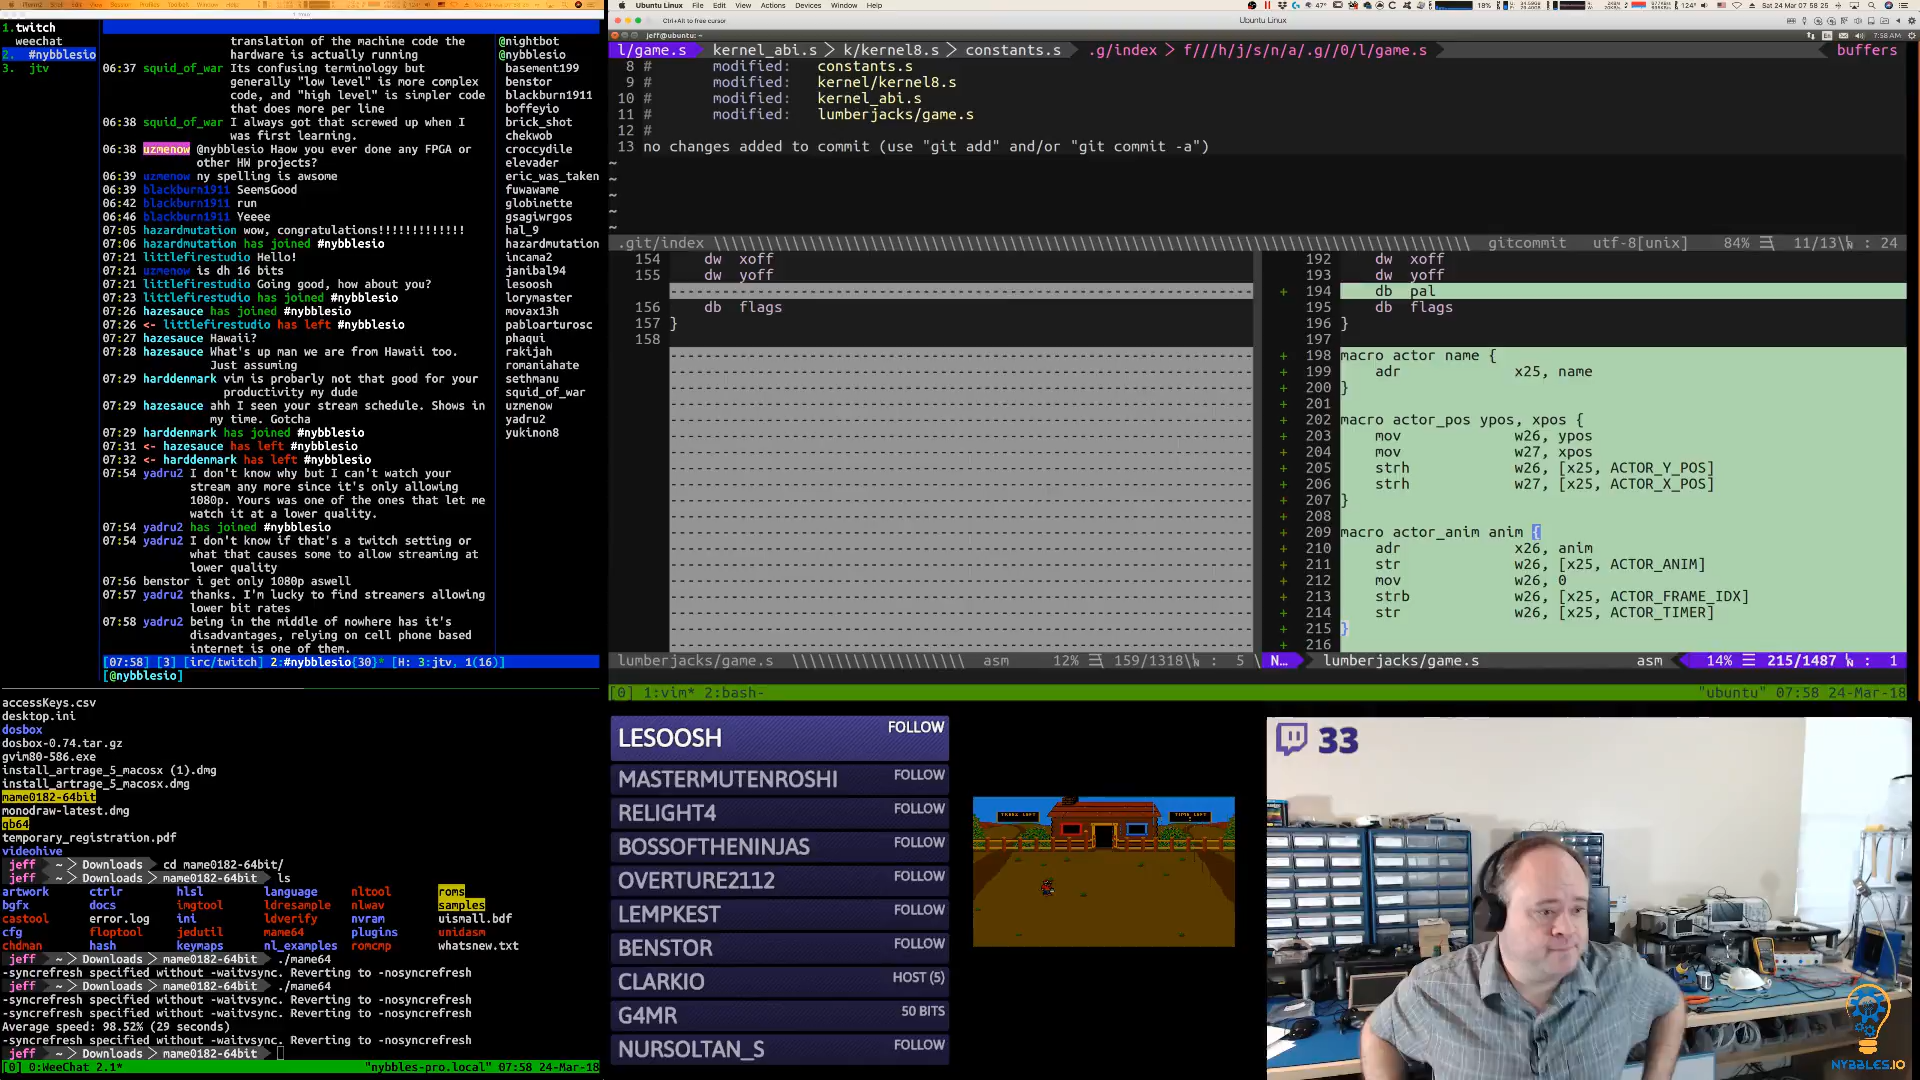 1.twitch
weechat
2. #nybblesio
3. jtv
translation of the machine code the
hardware is actually running
06:37 squid_of_war Its confusing terminology but
generally "low level" is more complex
code, and "high level" is simpler code
that does more per line
06:38 squid_of_war I always got that screwed up when I
was first learning.
06:38 uzmenow @nybblesio Haow you ever done any FPGA or
other HW projects?
06:39 uzmenow ny spelling is awsome
06:39 blackburn1911 SeemsGood
06:42 blackburn1911 run
06:46 blackburn1911 Yeeee
07:05 hazardmutation wow, congratulations!!!!!!!!!!!!!
07:06 hazardmutation has joined #nybblesio
07:21 littlefirestudio Hello!
07:21 uzmenow is dh 16 bits
07:21 littlefirestudio Going good, how about you?
07:23 littlefirestudio has joined #nybblesio
07:26 hazesauce has joined #nybblesio
07:26 <- littlefirestudio has left #nybblesio
07:27 hazesauce Hawaii?
07:28 hazesauce What's up man we are from Hawaii too.
Just assuming
07:29 harddenmark vim is probarly not that good for your
productivity my dude
07:29 hazesauce ahh I seen your stream schedule. Shows in
my time. Gotcha
07:29 harddenmark has joined #nybblesio
07:31 <- hazesauce has left #nybblesio
07:32 <- harddenmark has left #nybblesio
07:54 yadru2 I don't know why but I can't watch your
stream any more since it's only allowing
1080p. Yours was one of the ones that let me
watch it at a lower quality.
07:54 yadru2 has joined #nybblesio
07:54 yadru2 I don't know if that's a twitch setting or
what that causes some to allow streaming at
lower quality
07:56 benstor i get only 1080p aswell
07:57 yadru2 thanks. I'm lucky to find streamers allowing
lower bit rates
07:58 yadru2 being in the middle of nowhere has it's
disadvantages, relying on cell phone based
internet is one of them.
[07:58] [3] [irc/twitch] 2:#nybblesio{30}* [H: 3:jtv, 1(16)]
[@nybblesio]
@nightbot
@nybblesio
basement199
benstor
blackburn1911
boffeyio
brick_shot
chekwob
croccydile
elevader
eric_was_taken
fuwawame
globinette
gsagiwrgos
hal_9
hazardmutation
incama2
janibal94
lesoosh
lorymaster
movax13h
pabloarturosc
phaqui
rakijah
romaniahate
sethmanu
squid_of_war
uzmenow
yadru2
yukinon8
accessKeys.csv
desktop.ini
dosbox
dosbox-0.74.tar.gz
gvim80-586.exe
install_artrage_5_macosx (1).dmg
install_artrage_5_macosx.dmg
mame0182-64bit
monodraw-latest.dmg
qb64
temporary_registration.pdf
videohive
jeff ~ > Downloads > mame0182-64bit cd mame0182-64bit/
jeff ~ > Downloads > mame0182-64bit ls
artwork ctrlr hlsl language nltool roms
bgfx docs imgtool ldresample nlwav samples
castool error.log ini ldverify nvram uismall.bdf
cfg floptool jedutil mame64 plugins unidasm
chdman hash keymaps nl_examples romcmp whatsnew.txt
jeff ~ > Downloads > mame0182-64bit ./mame64
-syncrefresh specified without -waitvsync. Reverting to -nosyncrefresh
jeff ~ > Downloads > mame0182-64bit ./mame64
-syncrefresh specified without -waitvsync. Reverting to -nosyncrefresh
-syncrefresh specified without -waitvsync. Reverting to -nosyncrefresh
Average speed: 98.52% (29 seconds)
-syncrefresh specified without -waitvsync. Reverting to -nosyncrefresh
jeff ~ > Downloads > mame0182-64bit
[0] 0:WeeChat 2.1* "nybbles-pro.local" 07:58 24-Mar-18
Ubuntu Linux File Edit View Actions Devices Window Help
Sat 24 Mar 07 58 25
Ctrl+Alt to free cursor
Ubuntu Linux
jeff@ubuntu: ~
7:58 AM
l/game.s kernel_abi.s > k/kernel8.s > constants.s .g/index > f///h/j/s/n/a/.g//0/l/game.s buffers
8 # modified: constants.s
9 # modified: kernel/kernel8.s
10 # modified: kernel_abi.s
11 # modified: lumberjacks/game.s
12 #
13 no changes added to commit (use "git add" and/or "git commit -a")
~
~
~
~
~
.git/index gitcommit utf-8[unix] 84% 11/13 : 24
154 dw xoff
155 dw yoff
156 db flags
157 }
158
lumberjacks/game.s asm 12% 159/1318 : 5
192 dw xoff
193 dw yoff
+ 194 db pal
195 db flags
196 }
197
+ 198 macro actor name {
+ 199 adr x25, name
+ 200 }
+ 201
+ 202 macro actor_pos ypos, xpos {
+ 203 mov w26, ypos
+ 204 mov w27, xpos
+ 205 strh w26, [x25, ACTOR_Y_POS]
+ 206 strh w27, [x25, ACTOR_X_POS]
+ 207 }
+ 208
+ 209 macro actor_anim anim {
+ 210 adr x26, anim
+ 211 str w26, [x25, ACTOR_ANIM]
+ 212 mov w26, 0
+ 213 strb w26, [x25, ACTOR_FRAME_IDX]
+ 214 str w26, [x25, ACTOR_TIMER]
+ 215 }
+ 216
N... lumberjacks/game.s asm 14% 215/1487 : 1
[0] 1:vim* 2:bash- "ubuntu" 07:58 24-Mar-18
LESOOSH FOLLOW
MASTERMUTENROSHI FOLLOW
RELIGHT4 FOLLOW
BOSSOFTHENINJAS FOLLOW
OVERTURE2112 FOLLOW
LEMPKEST FOLLOW
BENSTOR FOLLOW
CLARKIO HOST (5)
G4MR 50 BITS
NURSOLTAN_S FOLLOW
33
NYBBLES.IO